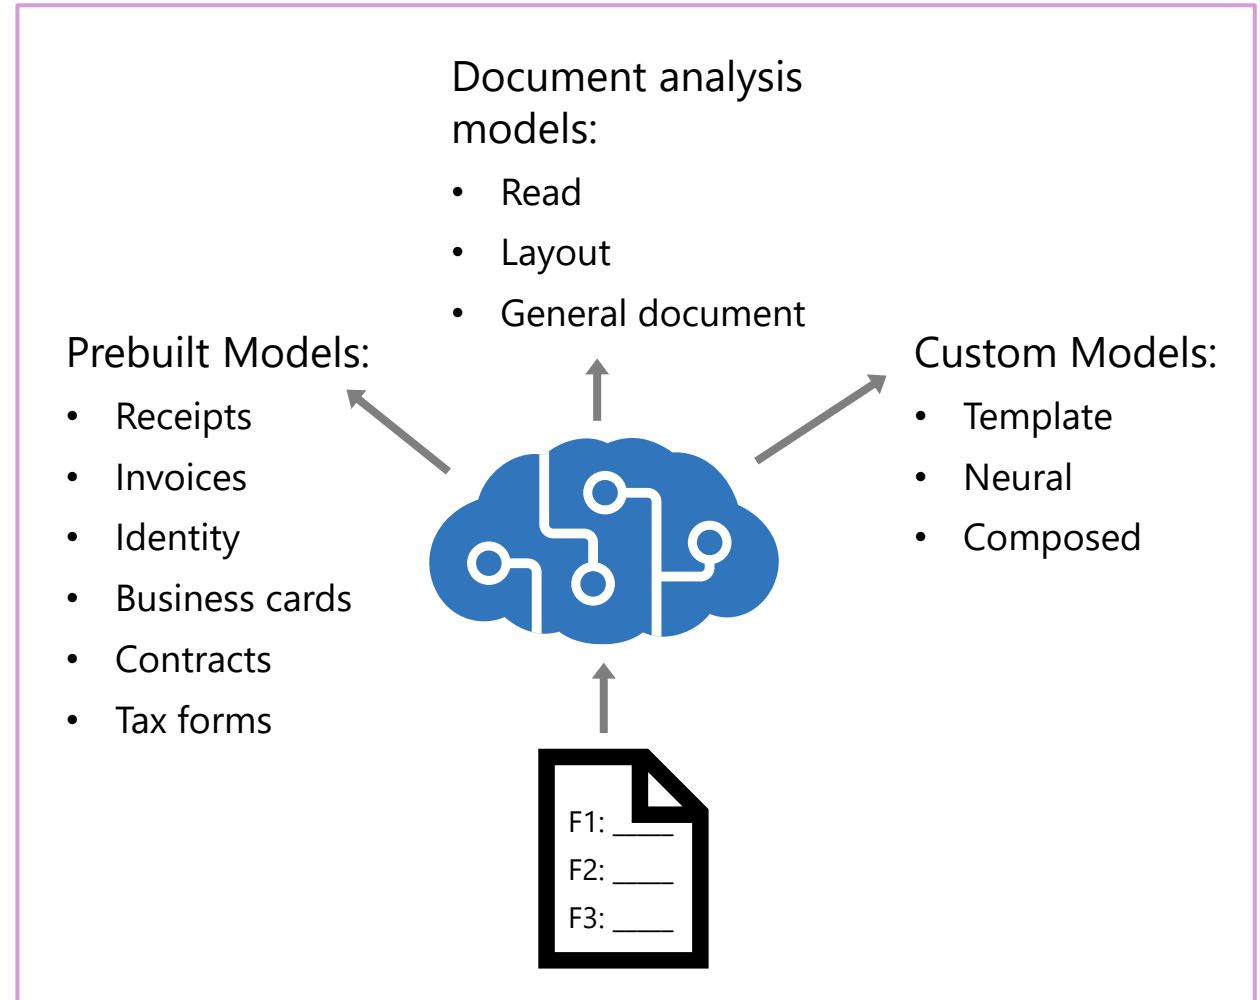 Document analysis
models:
• Read
• Layout
• General document
Prebuilt Models:
• Receipts
• Invoices
• Identity
• Business cards
• Contracts
• Tax forms
Custom Models:
• Template
• Neural
• Composed
F1: _____
F2: _____
F3: _____